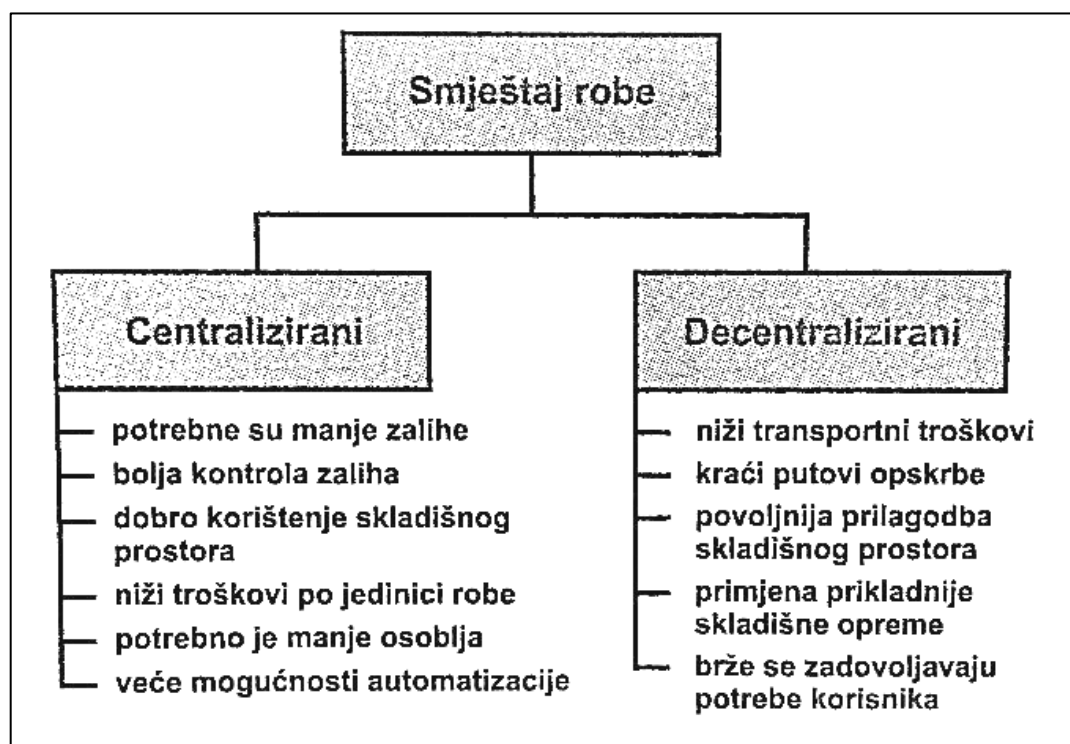 Smještaj robe
Centralizirani
potrebne su manje zalihe
bolja kontrola zaliha
dobro korištenje skladišnog
prostora
niži troškovi po jedinici robe
potrebno je manje osoblja
veće mogućnosti automatizacije
Decentralizirani
niži transportni troškovi
kraći putovi opskrbe
povoljnija prilagodba
skladišnog prostora
primjena prikladnije
skladišne opreme
brže se zadovoljavaju
potrebe korisnika